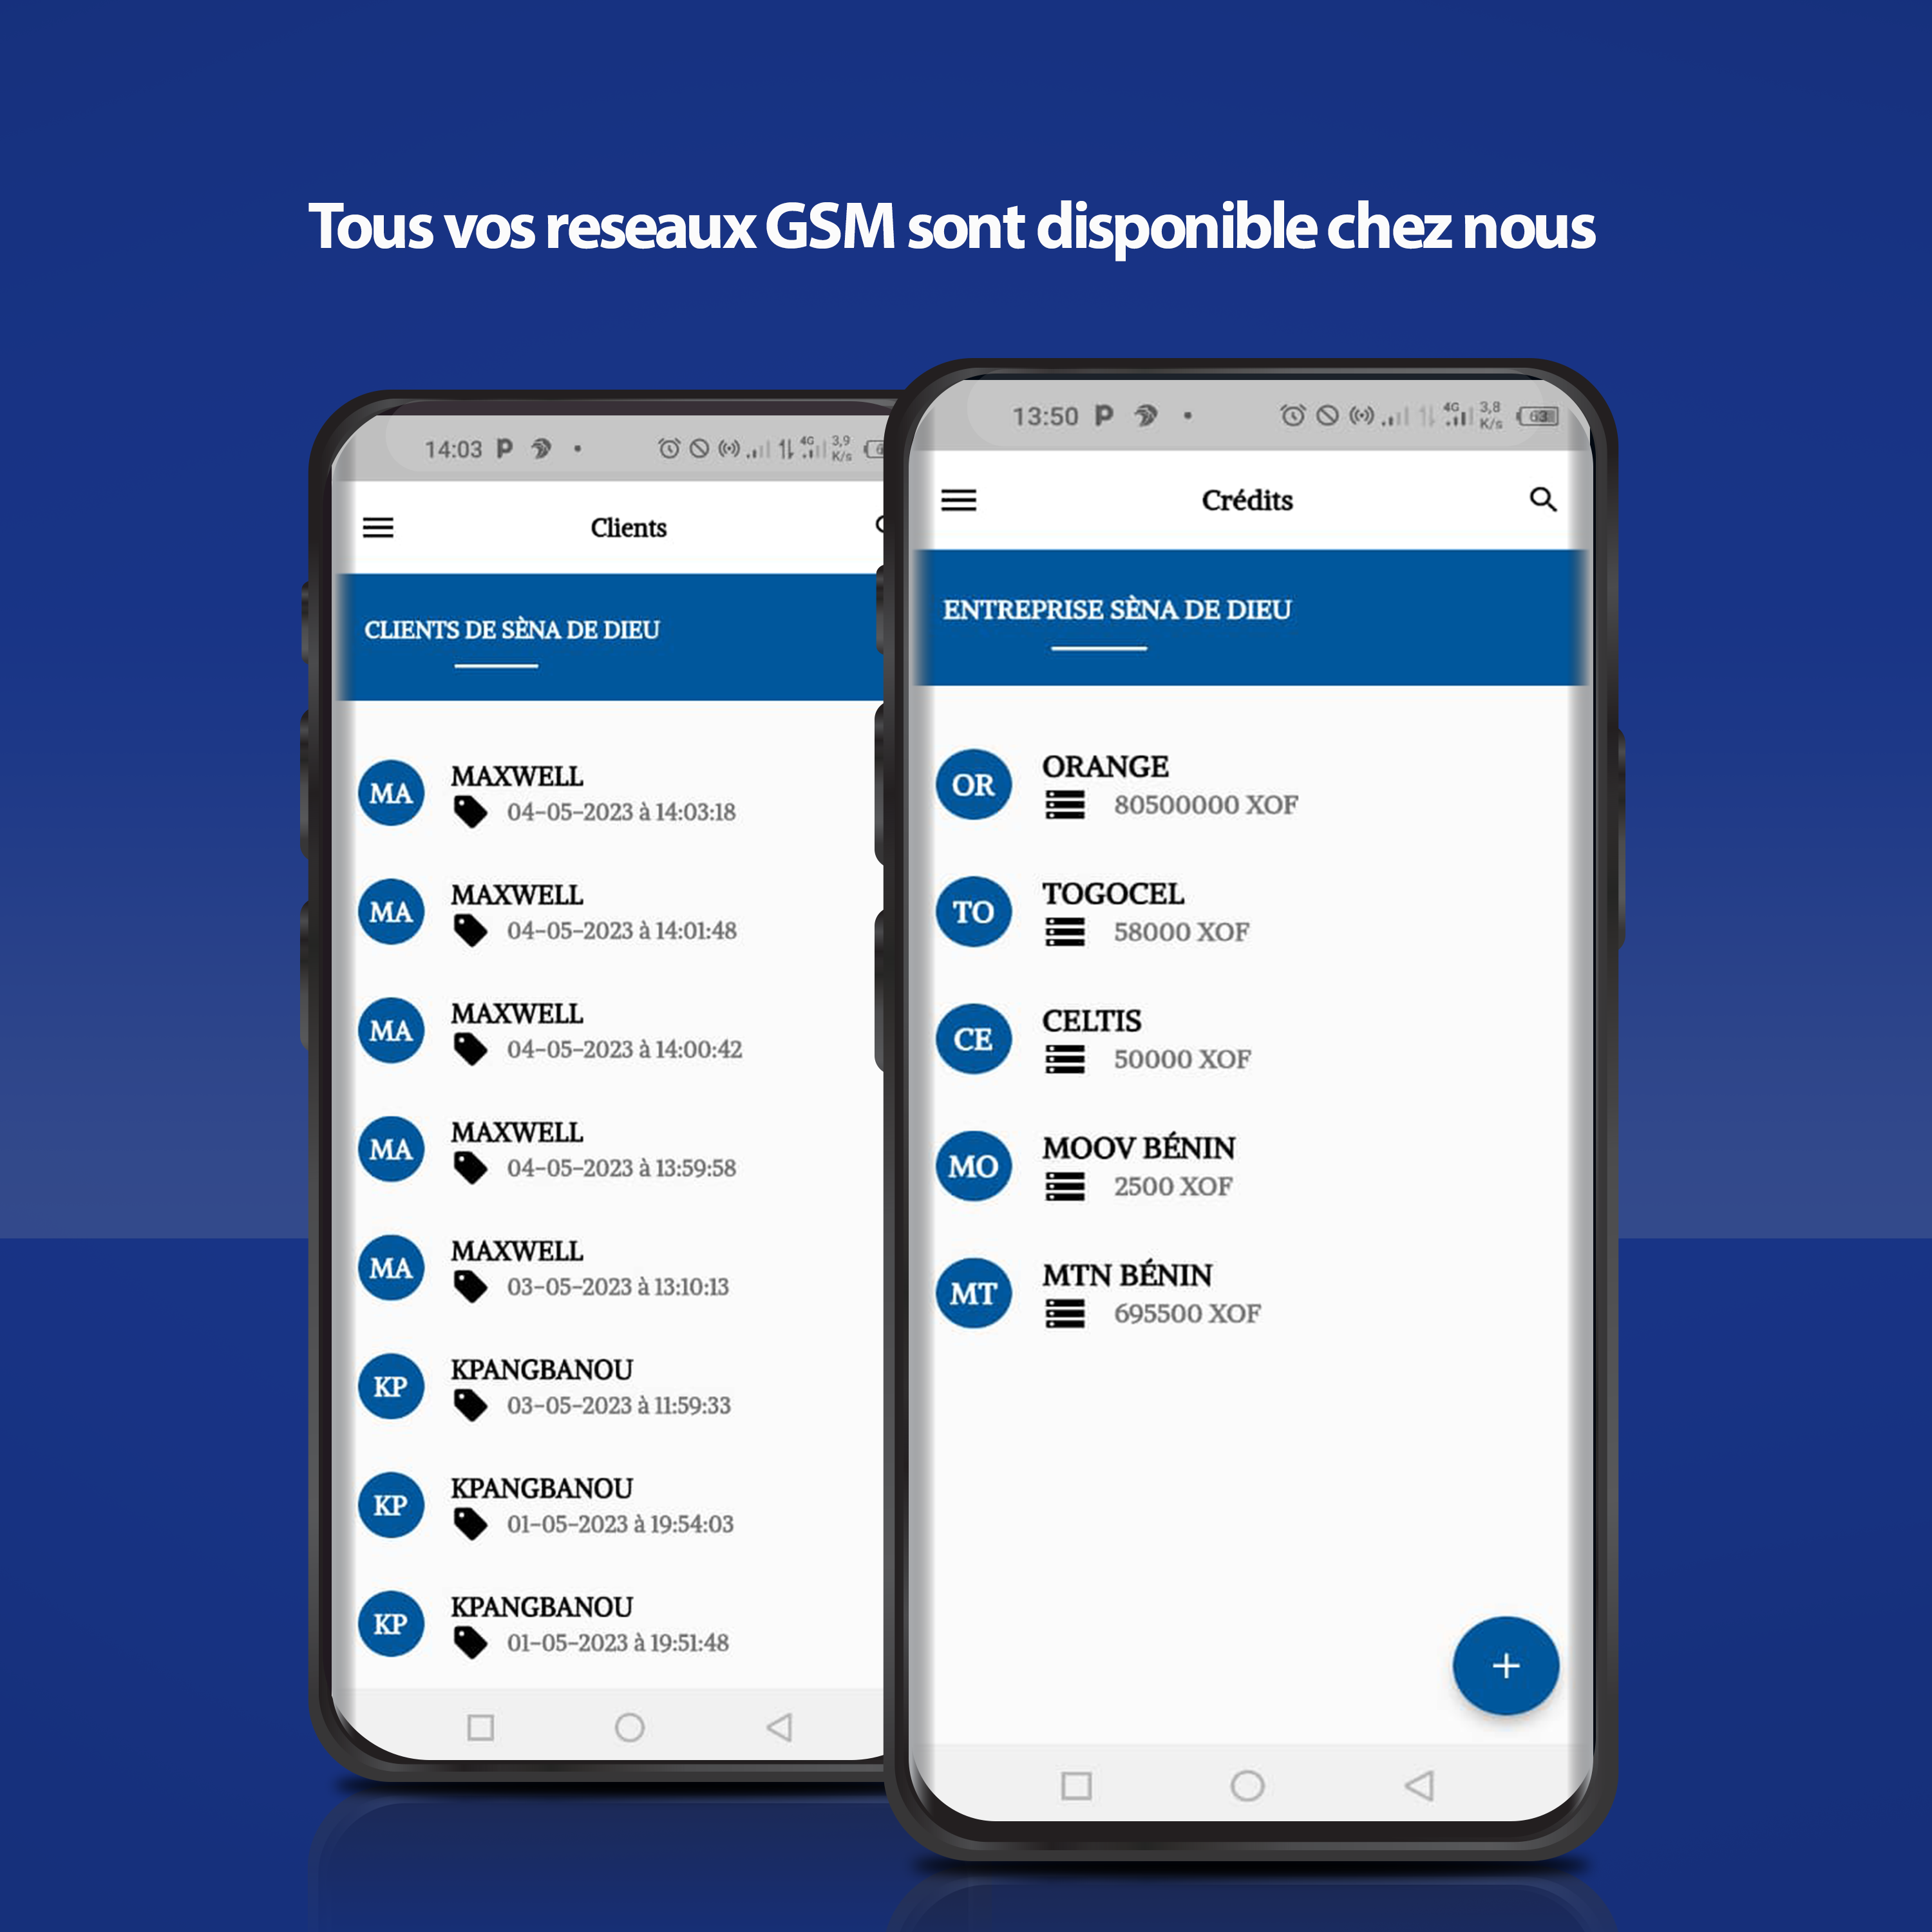 Tous vos reseaux GSM sont disponible chez nous
14:03
4G
3,9
K/s
Clients
CLIENTS DE SÈNA DE DIEU
MA
MAXWELL
04-05-2023 à 14:03:18
MA
MAXWELL
04-05-2023 à 14:01:48
MA
MAXWELL
04-05-2023 à 14:00:42
MA
MAXWELL
04-05-2023 à 13:59:58
MA
MAXWELL
03-05-2023 à 13:10:13
KP
KPANGBANOU
03-05-2023 à 11:59:33
KP
KPANGBANOU
01-05-2023 à 19:54:03
KP
KPANGBANOU
01-05-2023 à 19:51:48
13:50
4G
3,8
K/s
63
Crédits
ENTREPRISE SÈNA DE DIEU
OR
ORANGE
80500000 XOF
TO
TOGOCEL
58000 XOF
CE
CELTIS
50000 XOF
MO
MOOV BÉNIN
2500 XOF
MT
MTN BÉNIN
695500 XOF
+